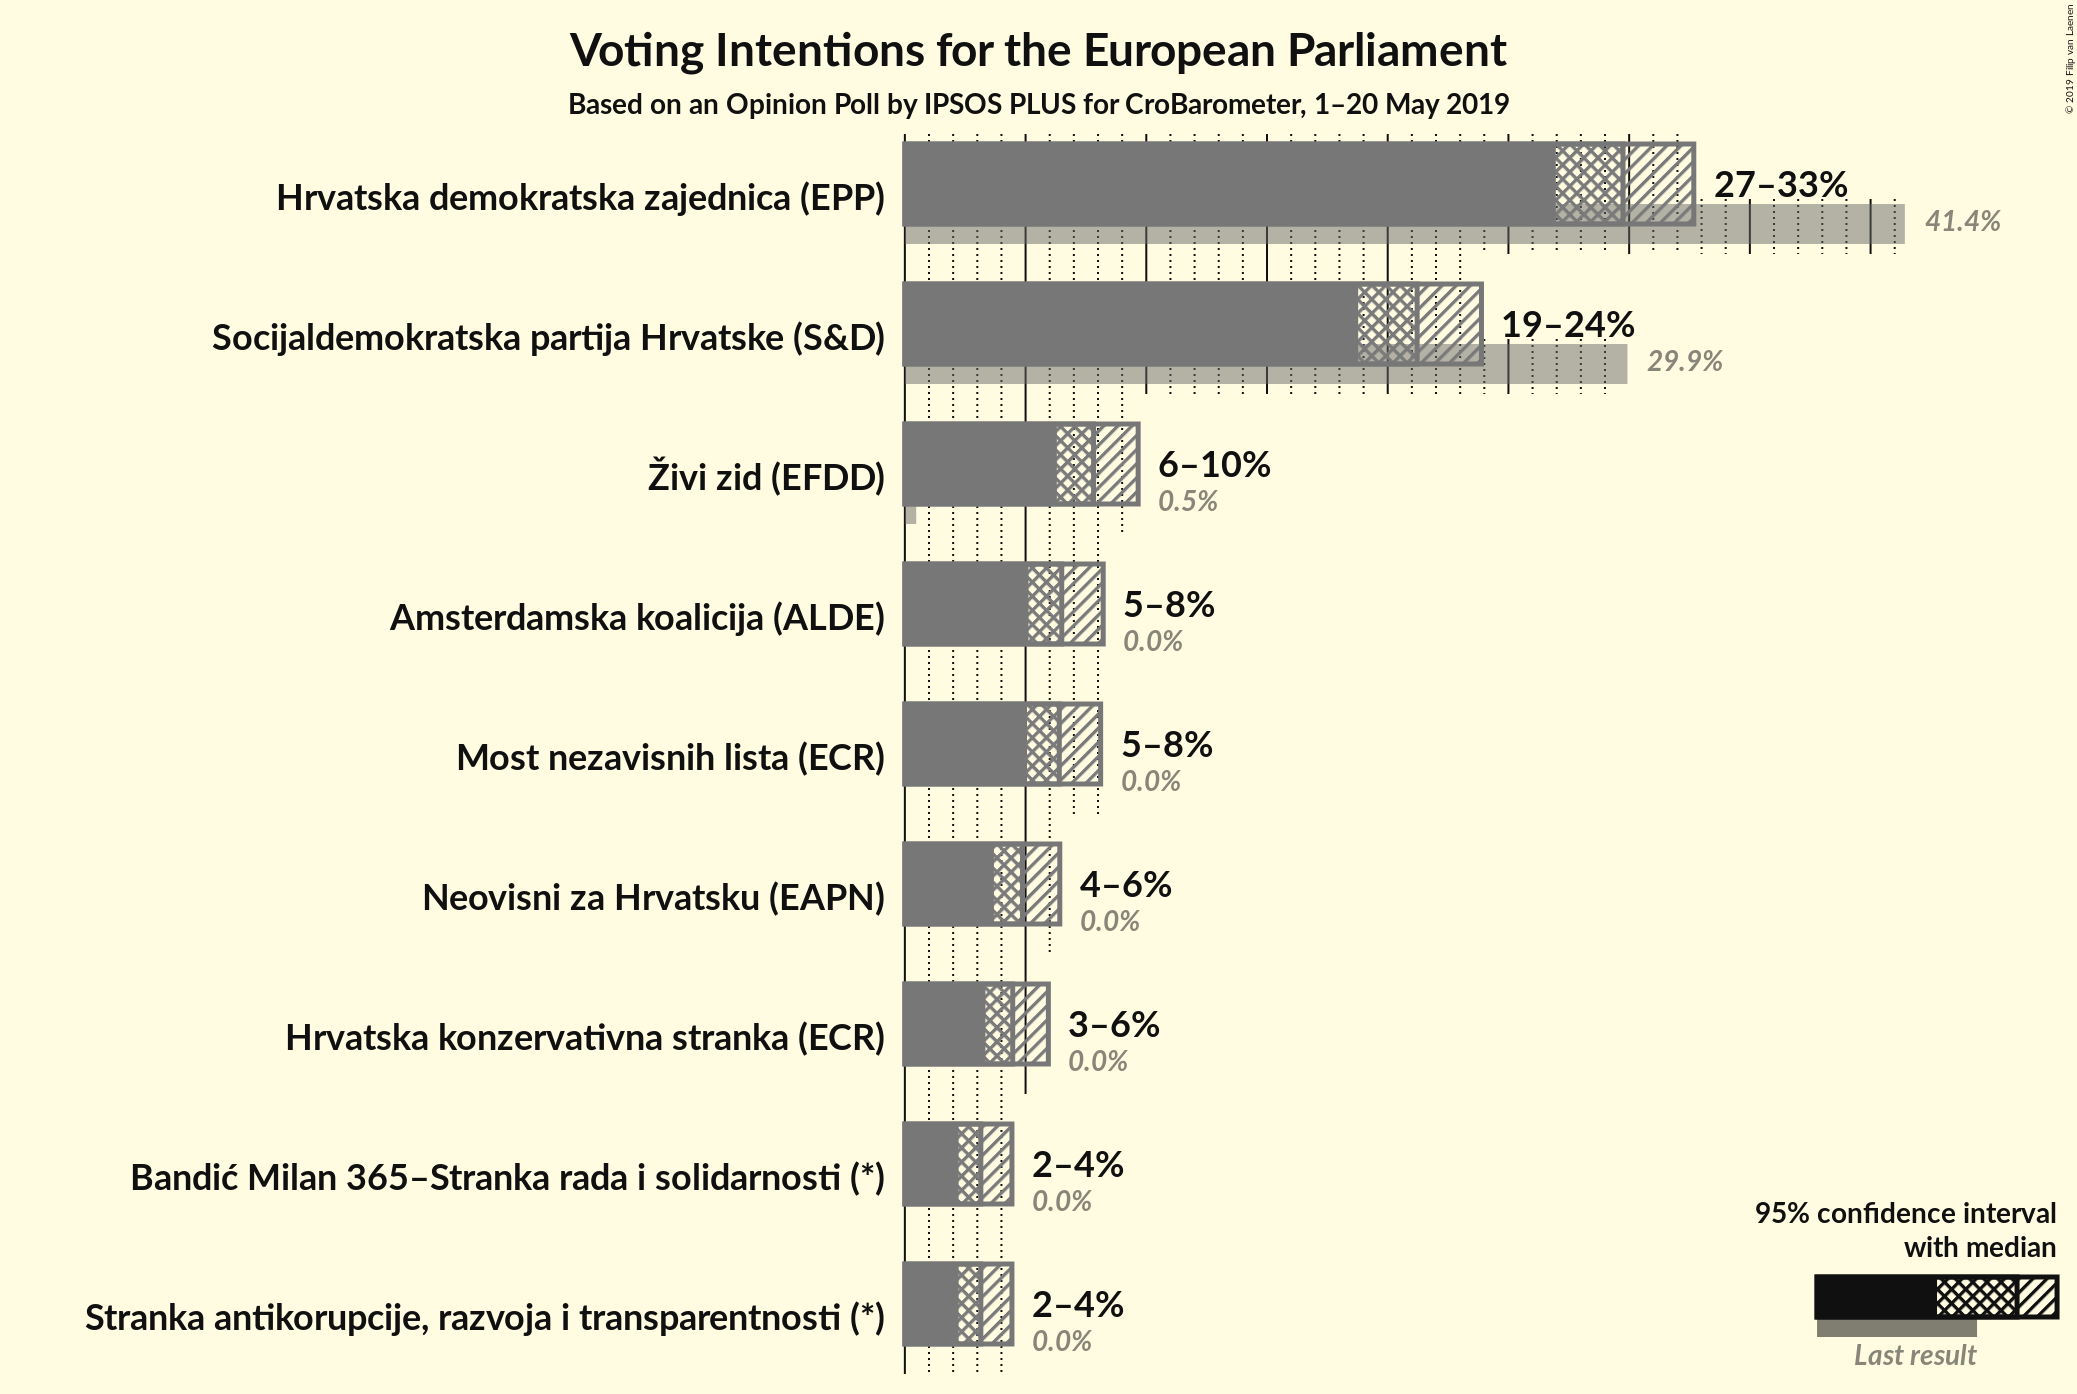 Voting Intentions for the European Parliament
Based on an Opinion Poll by IPSOS PLUS for CroBarometer, 1–20 May 2019
© 2019 Filip van Laenen
Hrvatska demokratska zajednica (EPP)
27–33%
41.4%
Socijaldemokratska partija Hrvatske (S&D)
19–24%
29.9%
Živi zid (EFDD)
6–10%
0.5%
Amsterdamska koalicija (ALDE)
5–8%
0.0%
Most nezavisnih lista (ECR)
5–8%
0.0%
Neovisni za Hrvatsku (EAPN)
4–6%
0.0%
Hrvatska konzervativna stranka (ECR)
3–6%
0.0%
Bandić Milan 365–Stranka rada i solidarnosti (*)
2–4%
0.0%
Stranka antikorupcije, razvoja i transparentnosti (*)
2–4%
0.0%
95% confidence interval
with median
Last result